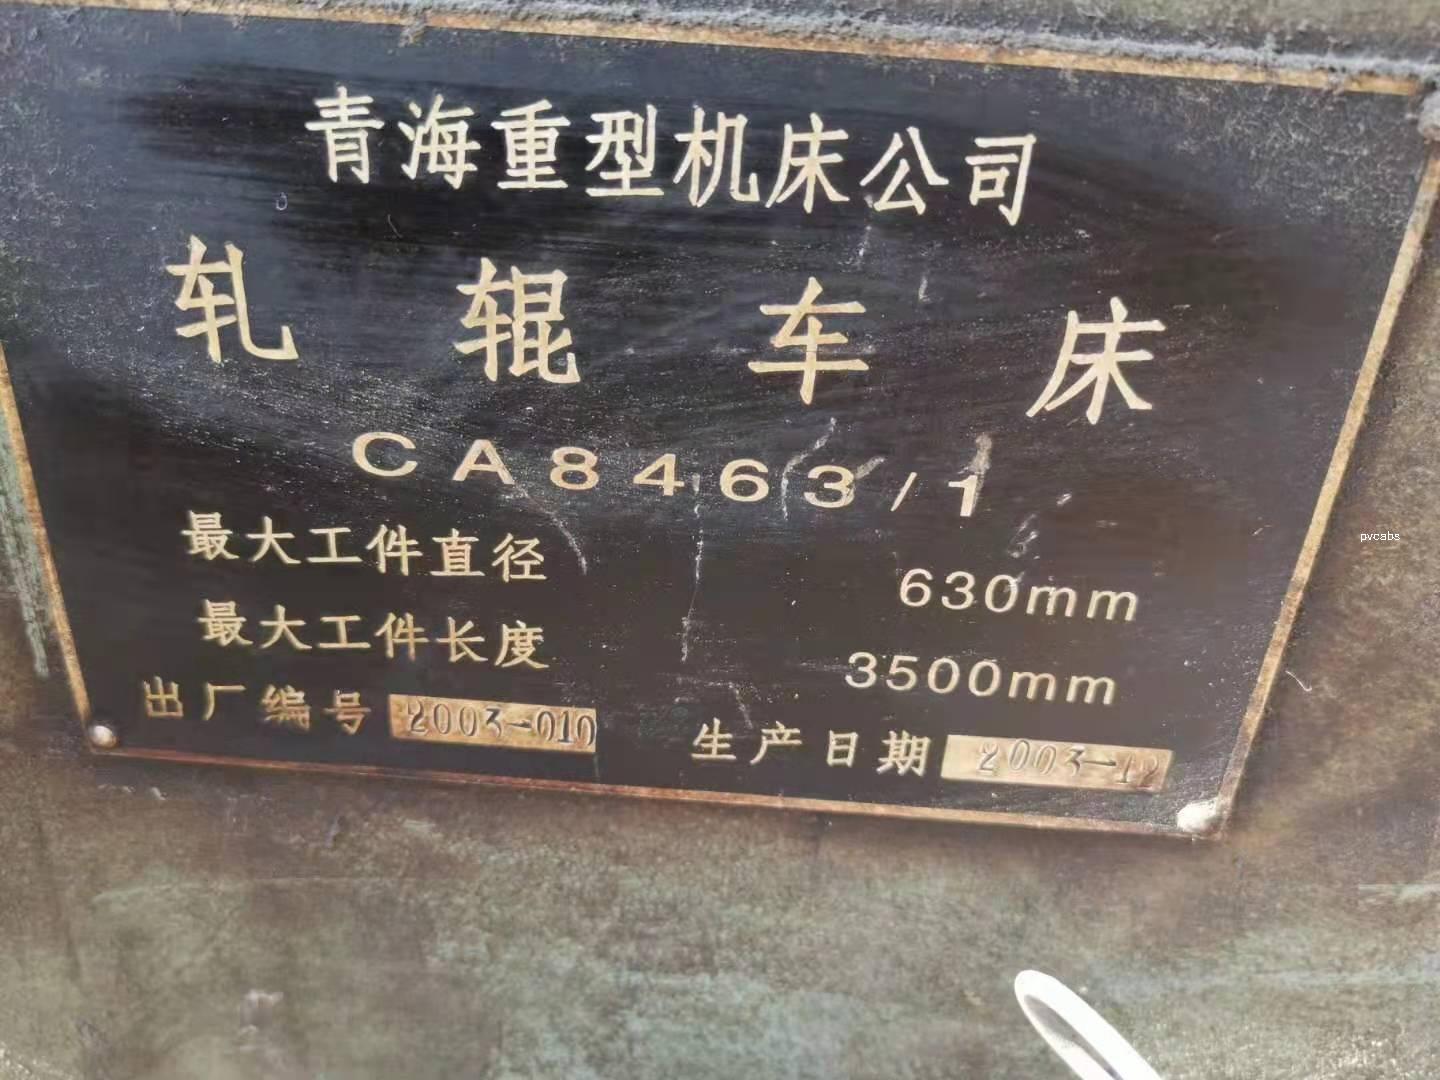 青海重型机床公司
轧辊车床
CA8463/1
最大工件直径 630mm
最大工件长度 3500mm
出厂编号 2003-010 生产日期 2003-12
pvcabs